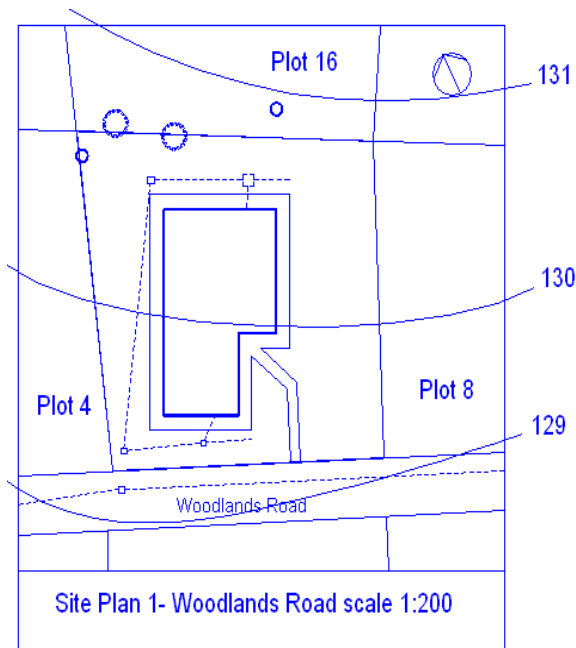 Plot 16
131
130
Plot 4
Plot 8
129
Woodlands Road
Site Plan 1- Woodlands Road scale 1:200